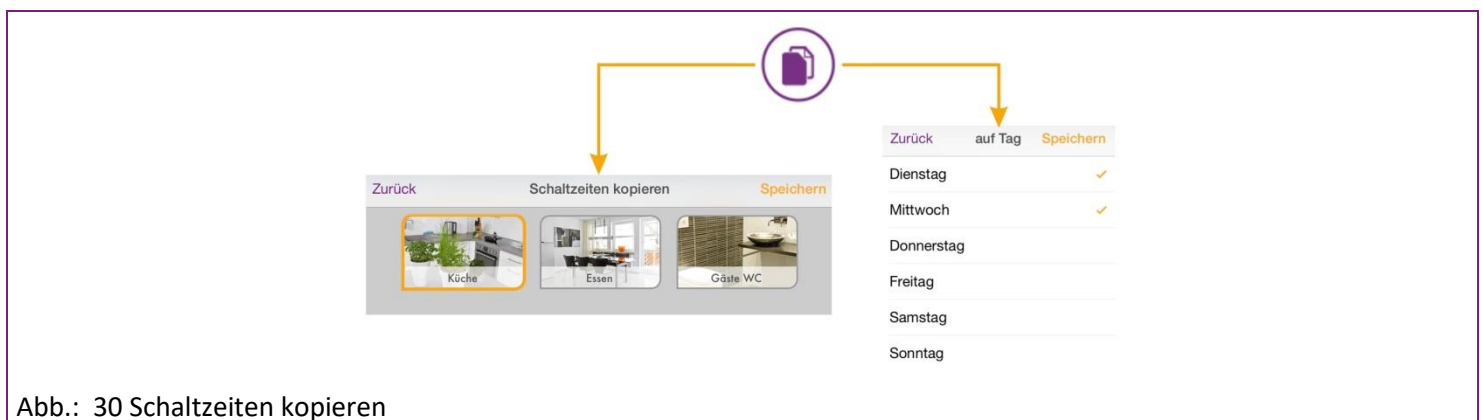 Zurück Schaltzeiten kopieren Speichern
Küche Essen Gäste WC
Zurück auf Tag Speichern
Dienstag
Mittwoch
Donnerstag
Freitag
Samstag
Sonntag
Abb.: 30 Schaltzeiten kopieren